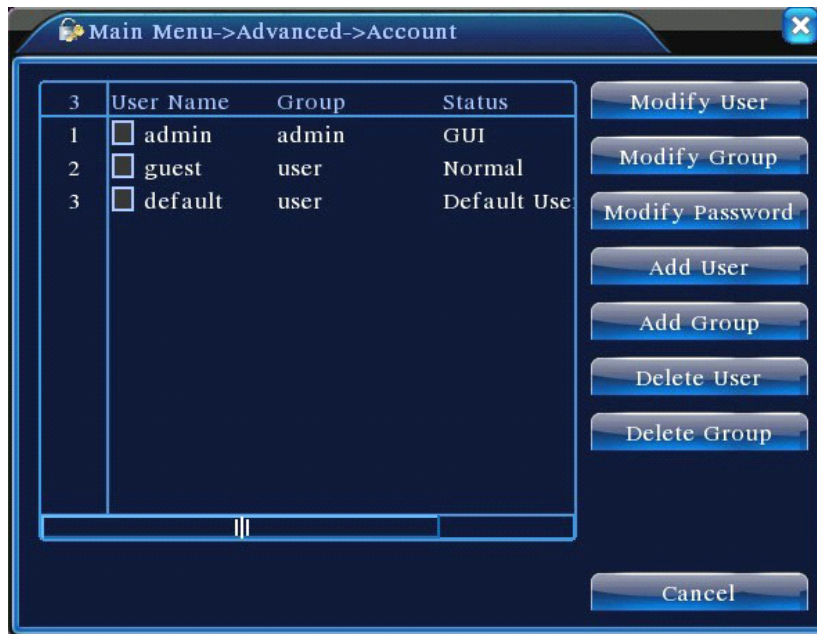 Main Menu->Advanced->Account
3 User Name Group Status
1 admin admin GUI
2 guest user Normal
3 default user Default Use
Modify User
Modify Group
Modify Password
Add User
Add Group
Delete User
Delete Group
Cancel